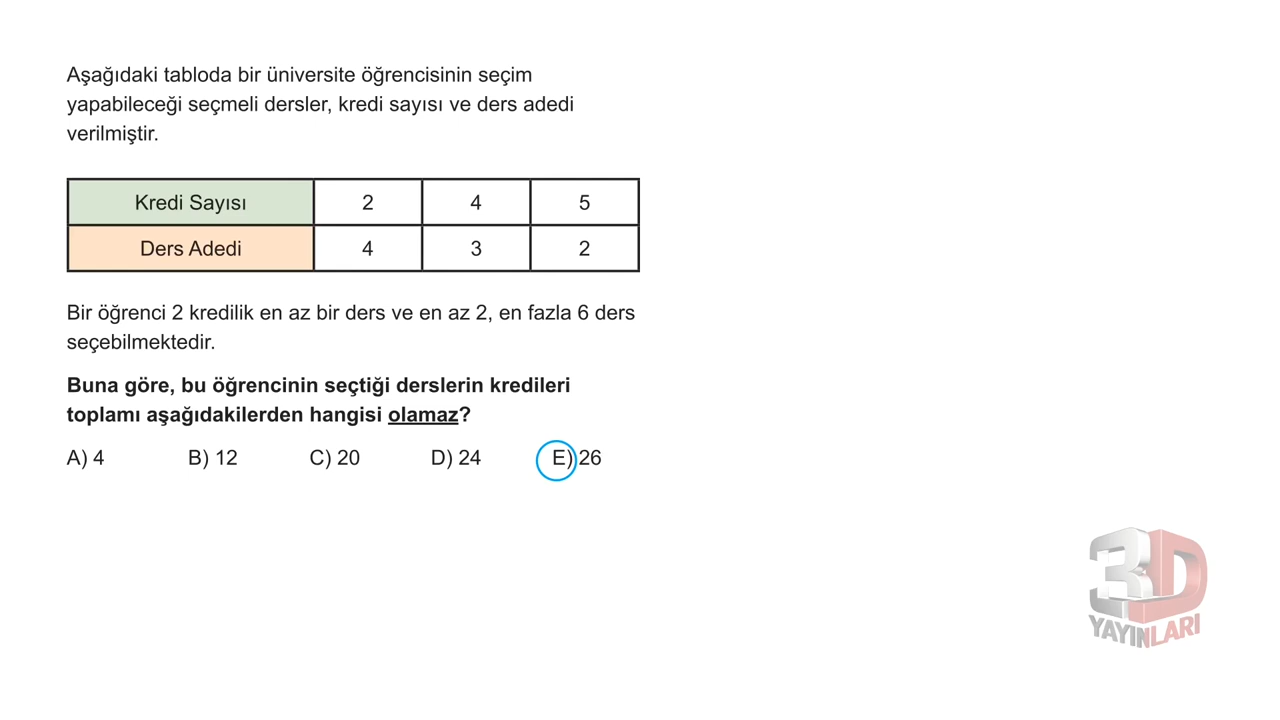 Aşağıdaki tabloda bir üniversite öğrencisinin seçim
yapabileceği seçmeli dersler, kredi sayısı ve ders adedi
verilmiştir.
Kredi Sayısı 2 4 5
Ders Adedi 4 3 2
Bir öğrenci 2 kredilik en az bir ders ve en az 2, en fazla 6 ders
seçebilmektedir.
Buna göre, bu öğrencinin seçtiği derslerin kredileri
toplamı aşağıdakilerden hangisi olamaz?
A) 4 B) 12 C) 20 D) 24 E) 26
3D
YAYINLARI